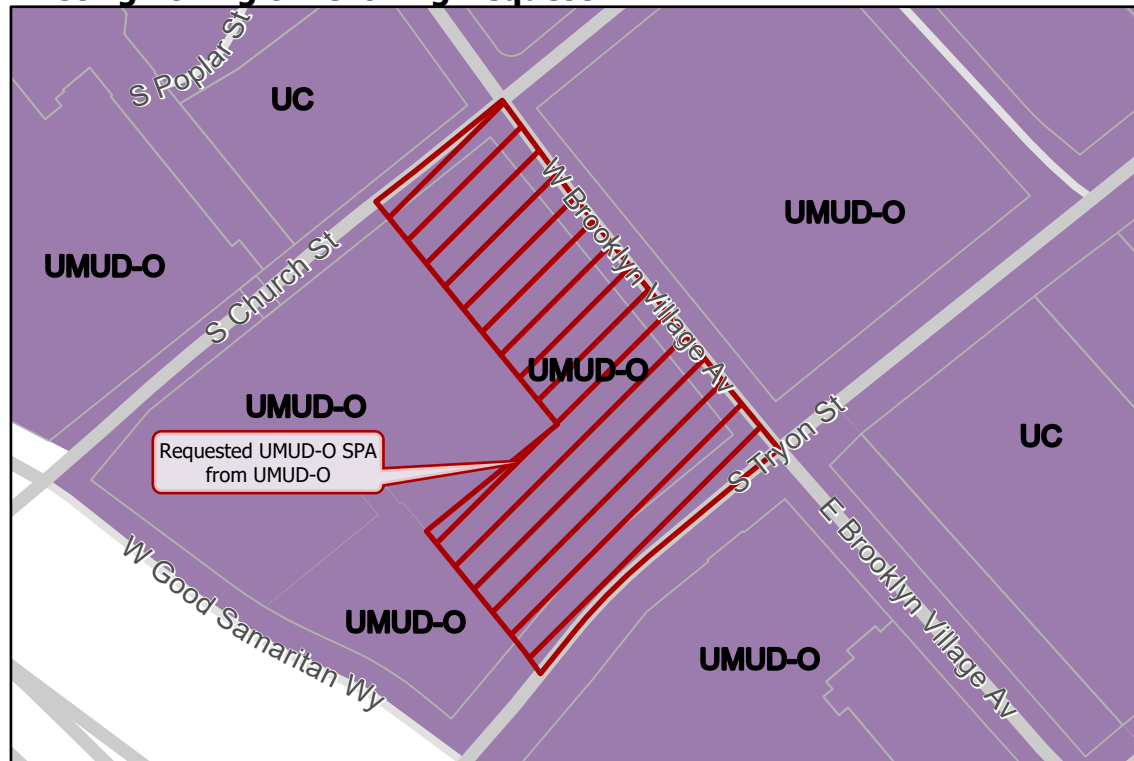 S Poplar St
UC
UMUD-O
W Brooklyn Village Av
UMUD-O
S Church St
UMUD-O
UMUD-O
UC
Requested UMUD-O SPA
from UMUD-O
S Tryon St
E Brooklyn Village Av
W Good Samaritan Wy
UMUD-O
UMUD-O